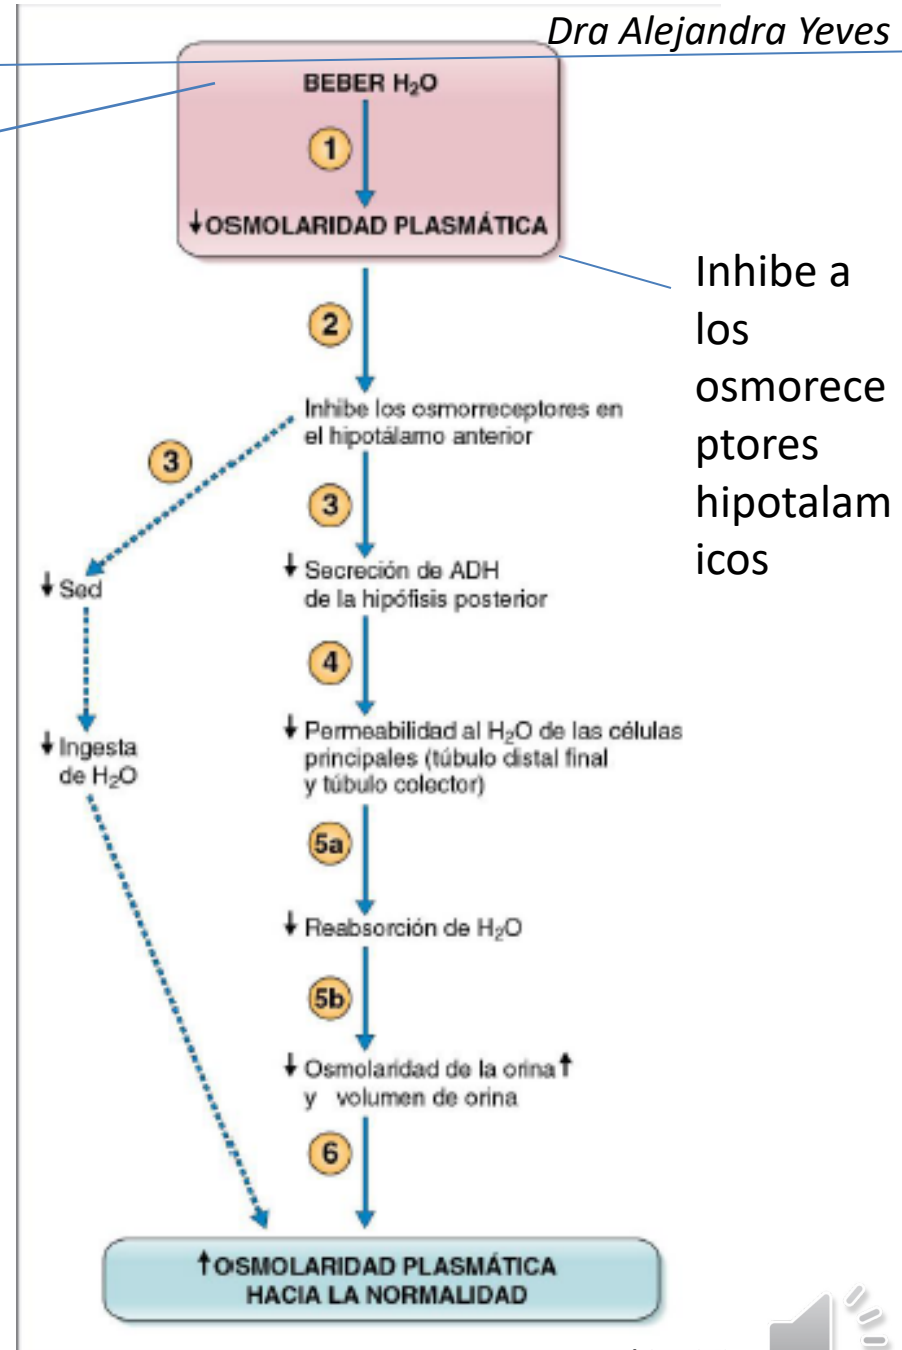 Dra Alejandra Yeves
BEBER H₂O
1
↓OSMOLARIDAD PLASMÁTICA
Inhibe a
los
osmorece
ptores
hipotalam
icos
2
Inhibe los osmorreceptores en
el hipotálamo anterior
3
3
↓ Sed
↓ Secreción de ADH
de la hipófisis posterior
4
↓ Ingesta
de H₂O
↓ Permeabilidad al H₂O de las células
principales (túbulo distal final
y túbulo colector)
5a
↓ Reabsorción de H₂O
5b
↓ Osmolaridad de la orina↑
y volumen de orina
6
↑OSMOLARIDAD PLASMÁTICA
HACIA LA NORMALIDAD